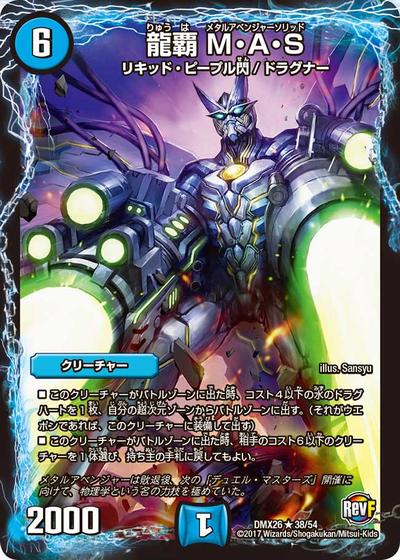 6
りゅう は メタルアベンジャーソリッド
龍覇 M・A・S
リキッド・ピープル閃/ドラグナー
せん
クリーチャー
illus. Sansyu
■ このクリーチャーがバトルゾーンに出た時、コスト4以下の水のドラグ
ハートを1枚、自分の超次元ゾーンからバトルゾーンに出す。(それがウエ
ポンであれば、このクリーチャーに装備して出す)
■ このクリーチャーがバトルゾーンに出た時、相手のコスト6以下のクリー
チャーを1体選び、持ち主の手札に戻してもよい。
メタルアベンジャーは敗退後、次の「デュエル・マスターズ」開催に
向けて、物理学という名の力技を極めていた。
RevF
2000
1
DMX26 ★ 38/54
©2017 Wizards/Shogakukan/Mitsui-Kids